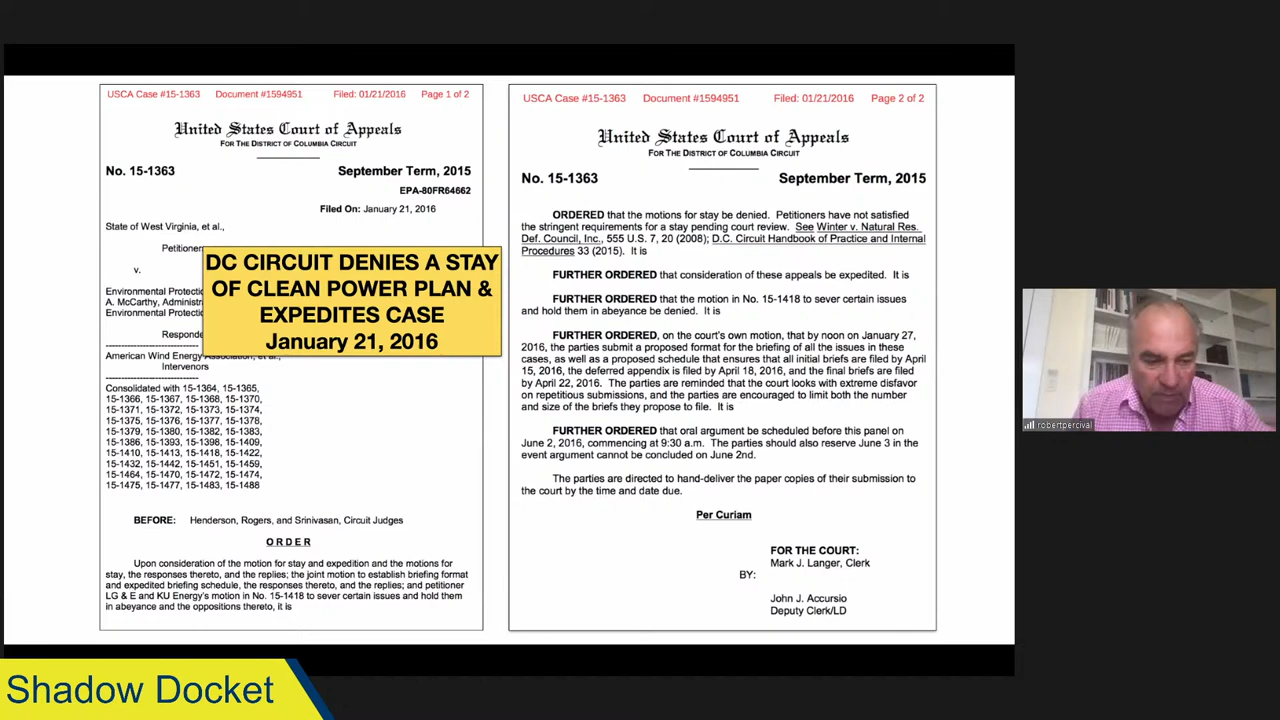 USCA Case #15-1363 Document #1594951 Filed: 01/21/2016 Page 1 of 2
United States Court of Appeals
FOR THE DISTRICT OF COLUMBIA CIRCUIT
No. 15-1363 September Term, 2015
EPA-80FR64662
Filed On: January 21, 2016
State of West Virginia, et al.,
Petitioner
v.
Environmental Protectio
A. McCarthy, Administra
Environmental Protectio
Responde
American Wind Energy Association, et al.,
Intervenors
Consolidated with 15-1364, 15-1365,
15-1366, 15-1367, 15-1368, 15-1370,
15-1371, 15-1372, 15-1373, 15-1374,
15-1375, 15-1376, 15-1377, 15-1378,
15-1379, 15-1380, 15-1382, 15-1383,
15-1386, 15-1393, 15-1398, 15-1409,
15-1410, 15-1413, 15-1418, 15-1422,
15-1432, 15-1442, 15-1451, 15-1459,
15-1464, 15-1470, 15-1472, 15-1474,
15-1475, 15-1477, 15-1483, 15-1488
BEFORE: Henderson, Rogers, and Srinivasan, Circuit Judges
ORDER
Upon consideration of the motion for stay and expedition and the motions for
stay, the responses thereto, and the replies; the joint motion to establish briefing format
and expedited briefing schedule, the responses thereto, and the replies; and petitioner
LG & E and KU Energy's motion in No. 15-1418 to sever certain issues and hold them
in abeyance and the oppositions thereto, it is
DC CIRCUIT DENIES A STAY
OF CLEAN POWER PLAN &
EXPEDITES CASE
January 21, 2016
USCA Case #15-1363 Document #1594951 Filed: 01/21/2016 Page 2 of 2
United States Court of Appeals
FOR THE DISTRICT OF COLUMBIA CIRCUIT
No. 15-1363 September Term, 2015
ORDERED that the motions for stay be denied. Petitioners have not satisfied
the stringent requirements for a stay pending court review. See Winter v. Natural Res.
Def. Council, Inc., 555 U.S. 7, 20 (2008); D.C. Circuit Handbook of Practice and Internal
Procedures 33 (2015). It is
FURTHER ORDERED that consideration of these appeals be expedited. It is
FURTHER ORDERED that the motion in No. 15-1418 to sever certain issues
and hold them in abeyance be denied. It is
FURTHER ORDERED, on the court's own motion, that by noon on January 27,
2016, the parties submit a proposed format for the briefing of all the issues in these
cases, as well as a proposed schedule that ensures that all initial briefs are filed by April
15, 2016, the deferred appendix is filed by April 18, 2016, and the final briefs are filed
by April 22, 2016. The parties are reminded that the court looks with extreme disfavor
on repetitious submissions, and the parties are encouraged to limit both the number
and size of the briefs they propose to file. It is
FURTHER ORDERED that oral argument be scheduled before this panel on
June 2, 2016, commencing at 9:30 a.m. The parties should also reserve June 3 in the
event argument cannot be concluded on June 2nd.
The parties are directed to hand-deliver the paper copies of their submission to
the court by the time and date due.
Per Curiam
FOR THE COURT:
Mark J. Langer, Clerk
BY:
John J. Accursio
Deputy Clerk/LD
robertpercival
Shadow Docket